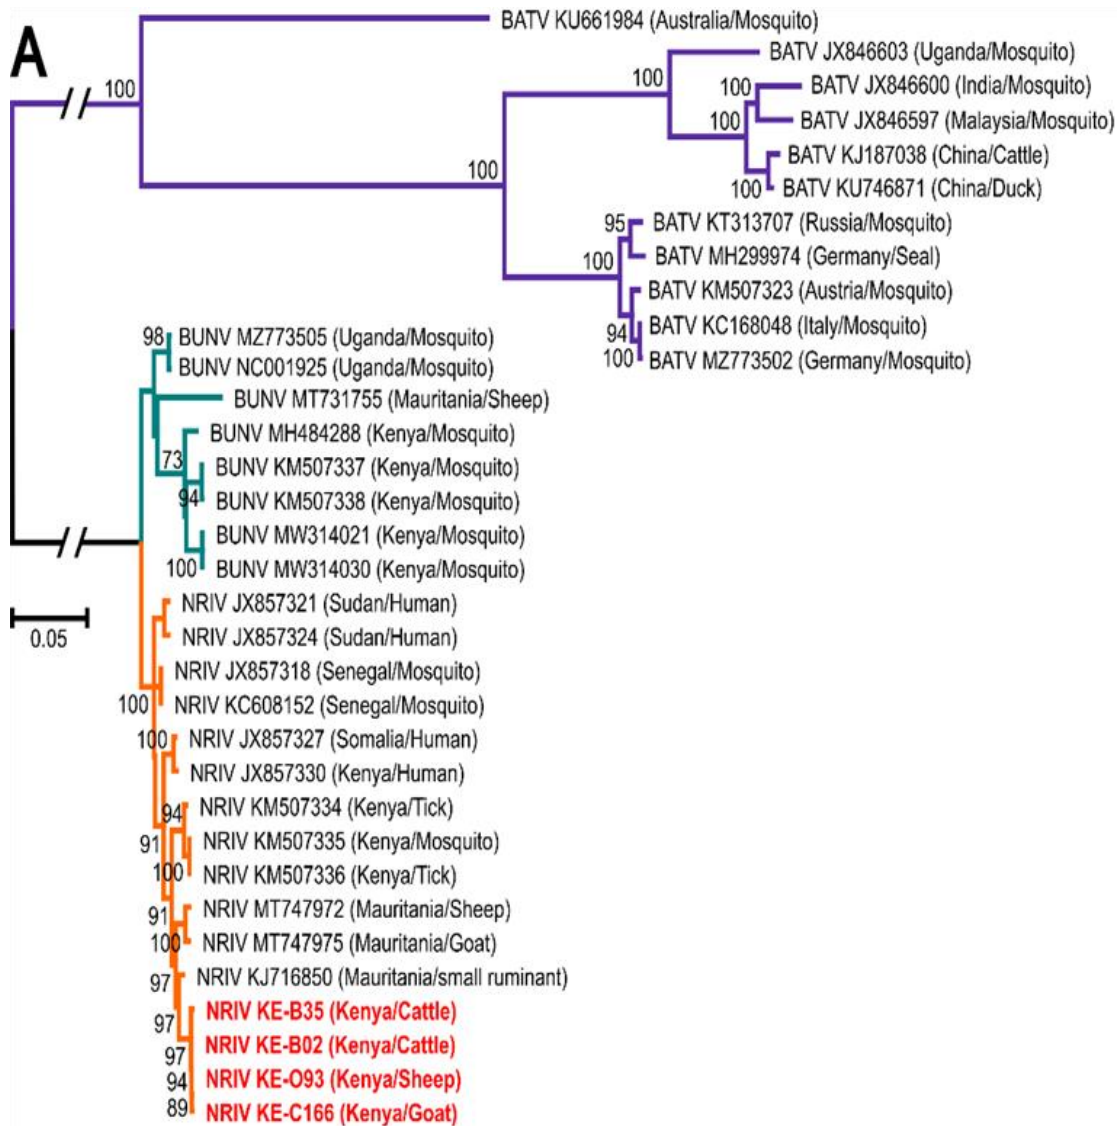 A
BATV KU661984 (Australia/Mosquito)
BATV JX846603 (Uganda/Mosquito)
100
100
BATV JX846600 (India/Mosquito)
100
100
BATV JX846597 (Malaysia/Mosquito)
BATV KJ187038 (China/Cattle)
100
100
BATV KU746871 (China/Duck)
95
BATV KT313707 (Russia/Mosquito)
100
BATV MH299974 (Germany/Seal)
BATV KM507323 (Austria/Mosquito)
94
BATV KC168048 (Italy/Mosquito)
100
BATV MZ773502 (Germany/Mosquito)
98
BUNV MZ773505 (Uganda/Mosquito)
BUNV NC001925 (Uganda/Mosquito)
BUNV MT731755 (Mauritania/Sheep)
BUNV MH484288 (Kenya/Mosquito)
73
BUNV KM507337 (Kenya/Mosquito)
94
BUNV KM507338 (Kenya/Mosquito)
BUNV MW314021 (Kenya/Mosquito)
100
BUNV MW314030 (Kenya/Mosquito)
NRIV JX857321 (Sudan/Human)
0.05
NRIV JX857324 (Sudan/Human)
NRIV JX857318 (Senegal/Mosquito)
100
NRIV KC608152 (Senegal/Mosquito)
100
NRIV JX857327 (Somalia/Human)
NRIV JX857330 (Kenya/Human)
94
NRIV KM507334 (Kenya/Tick)
91
NRIV KM507335 (Kenya/Mosquito)
100
NRIV KM507336 (Kenya/Tick)
91
NRIV MT747972 (Mauritania/Sheep)
100
NRIV MT747975 (Mauritania/Goat)
97
NRIV KJ716850 (Mauritania/small ruminant)
97
NRIV KE-B35 (Kenya/Cattle)
97
NRIV KE-B02 (Kenya/Cattle)
94
NRIV KE-O93 (Kenya/Sheep)
89
NRIV KE-C166 (Kenya/Goat)